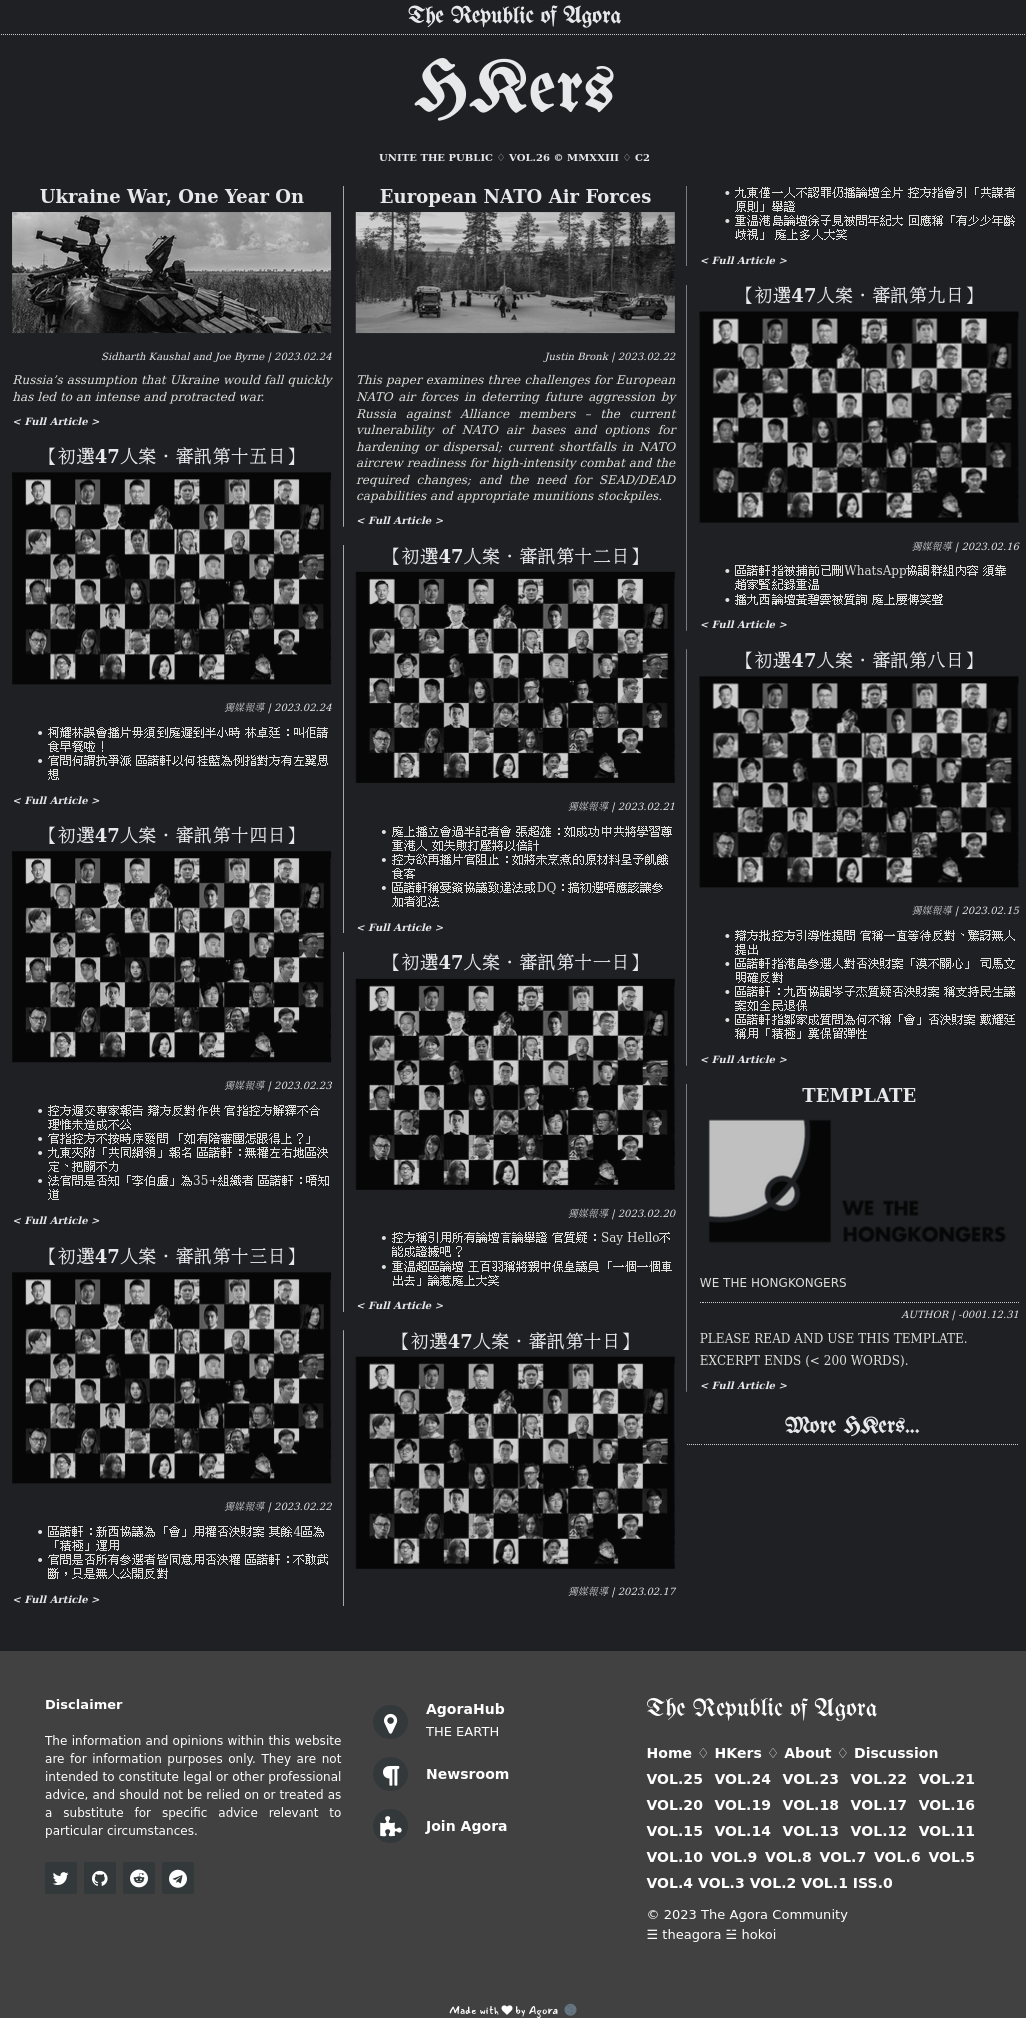 The Republic of Agora
HKers
UNITE THE PUBLIC ♢ VOL.26 © MMXXIII ♢ C2
Ukraine War, One Year On
Sidharth Kaushal and Joe Byrne | 2023.02.24
Russia’s assumption that Ukraine would fall quickly
has led to an intense and protracted war.
< Full Article >
【初選47人案・審訊第十五日】
獨媒報導 | 2023.02.24
• 柯耀林誤會播片毋須到庭遲到半小時 林卓廷：叫佢請
食早餐啦！
• 官問何謂抗爭派 區諾軒以何桂藍為例指對方有左翼思
想
< Full Article >
【初選47人案・審訊第十四日】
獨媒報導 | 2023.02.23
• 控方遲交專家報告 辯方反對作供 官指控方解釋不合
理惟未造成不公
• 官指控方不按時序發問 「如有陪審團怎跟得上？」
• 九東夾附「共同綱領」報名 區諾軒：無權左右地區決
定、把關不力
• 法官問是否知「李伯盧」為35+組織者 區諾軒：唔知
道
< Full Article >
【初選47人案・審訊第十三日】
獨媒報導 | 2023.02.22
• 區諾軒：新西協議為「會」用權否決財案 其餘4區為
「積極」運用
• 官問是否所有參選者皆同意用否決權 區諾軒：不敢武
斷，只是無人公開反對
< Full Article >
European NATO Air Forces
Justin Bronk | 2023.02.22
This paper examines three challenges for European
NATO air forces in deterring future aggression by
Russia against Alliance members – the current
vulnerability of NATO air bases and options for
hardening or dispersal; current shortfalls in NATO
aircrew readiness for high-intensity combat and the
required changes; and the need for SEAD/DEAD
capabilities and appropriate munitions stockpiles.
< Full Article >
【初選47人案・審訊第十二日】
獨媒報導 | 2023.02.21
• 庭上播立會過半記者會 張超雄：如成功中共將學習尊
重港人 如失敗打壓將以倍計
• 控方欲再播片官阻止：如將未烹煮的原材料呈予飢餓
食客
• 區諾軒稱憂簽協議致違法或DQ：搞初選唔應該讓參
加者犯法
< Full Article >
【初選47人案・審訊第十一日】
獨媒報導 | 2023.02.20
• 控方稱引用所有論壇言論舉證 官質疑：Say Hello不
能成證據吧？
• 重溫超區論壇 王百羽稱將親中保皇議員「一個一個車
出去」論惹庭上大笑
< Full Article >
【初選47人案・審訊第十日】
獨媒報導 | 2023.02.17
• 九東僅一人不認罪仍播論壇全片 控方指會引「共謀者
原則」舉證
• 重溫港島論壇徐子見被問年紀大 回應稱「有少少年齡
歧視」 庭上多人大笑
< Full Article >
【初選47人案・審訊第九日】
獨媒報導 | 2023.02.16
• 區諾軒指被捕前已刪WhatsApp協調群組内容 須靠
趙家賢紀錄重溫
• 播九西論壇黃碧雲被質詢 庭上屢傳笑聲
< Full Article >
【初選47人案・審訊第八日】
獨媒報導 | 2023.02.15
• 辯方批控方引導性提問 官稱一直等待反對、驚訝無人
提出
• 區諾軒指港島參選人對否決財案「漠不關心」 司馬文
明確反對
• 區諾軒：九西協調岑子杰質疑否決財案 稱支持民生議
案如全民退保
• 區諾軒指鄒家成質問為何不稱「會」否決財案 戴耀廷
稱用「積極」冀保留彈性
< Full Article >
TEMPLATE
WE THE
HONGKONGERS
WE THE HONGKONGERS
AUTHOR | -0001.12.31
PLEASE READ AND USE THIS TEMPLATE.
EXCERPT ENDS (< 200 WORDS).
< Full Article >
More HKers...
Disclaimer
The information and opinions within this website
are for information purposes only. They are not
intended to constitute legal or other professional
advice, and should not be relied on or treated as
a substitute for specific advice relevant to
particular circumstances.
AgoraHub
THE EARTH
Newsroom
Join Agora
The Republic of Agora
Home ♢ HKers ♢ About ♢ Discussion
VOL.25 VOL.24 VOL.23 VOL.22 VOL.21
VOL.20 VOL.19 VOL.18 VOL.17 VOL.16
VOL.15 VOL.14 VOL.13 VOL.12 VOL.11
VOL.10 VOL.9 VOL.8 VOL.7 VOL.6 VOL.5
VOL.4 VOL.3 VOL.2 VOL.1 ISS.0
© 2023 The Agora Community
☰ theagora ☱ hokoi
Made with ♥ by Agora